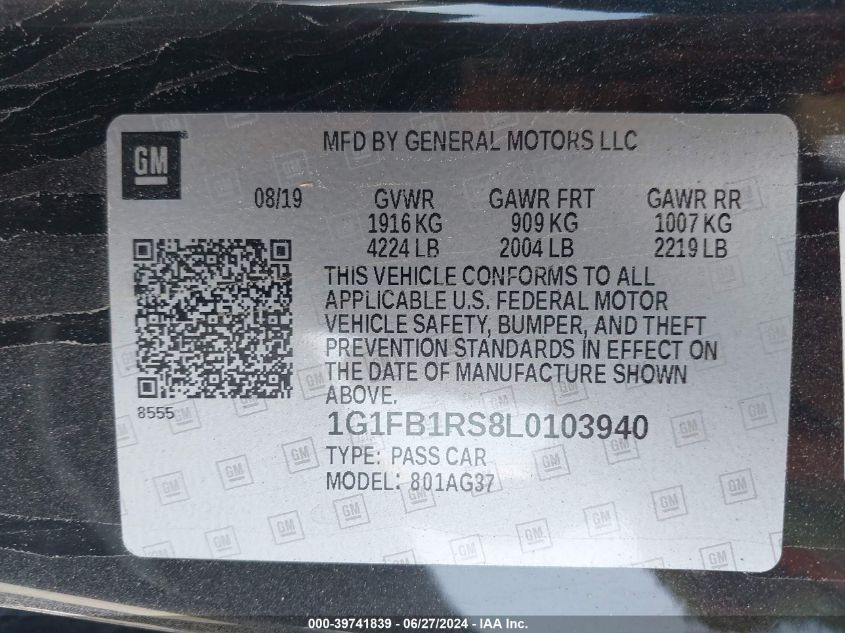 GM
MFD BY GENERAL MOTORS LLC
08/19 GVWR GAWR FRT GAWR RR
1916 KG 909 KG 1007 KG
4224 LB 2004 LB 2219 LB
THIS VEHICLE CONFORMS TO ALL
APPLICABLE U.S. FEDERAL MOTOR
VEHICLE SAFETY, BUMPER, AND THEFT
PREVENTION STANDARDS IN EFFECT ON
THE DATE OF MANUFACTURE SHOWN
ABOVE.
8555
1G1FB1RS8L0103940
TYPE: PASS CAR
MODEL: 801AG37
000-39741839 - 06/27/2024 - IAA Inc.